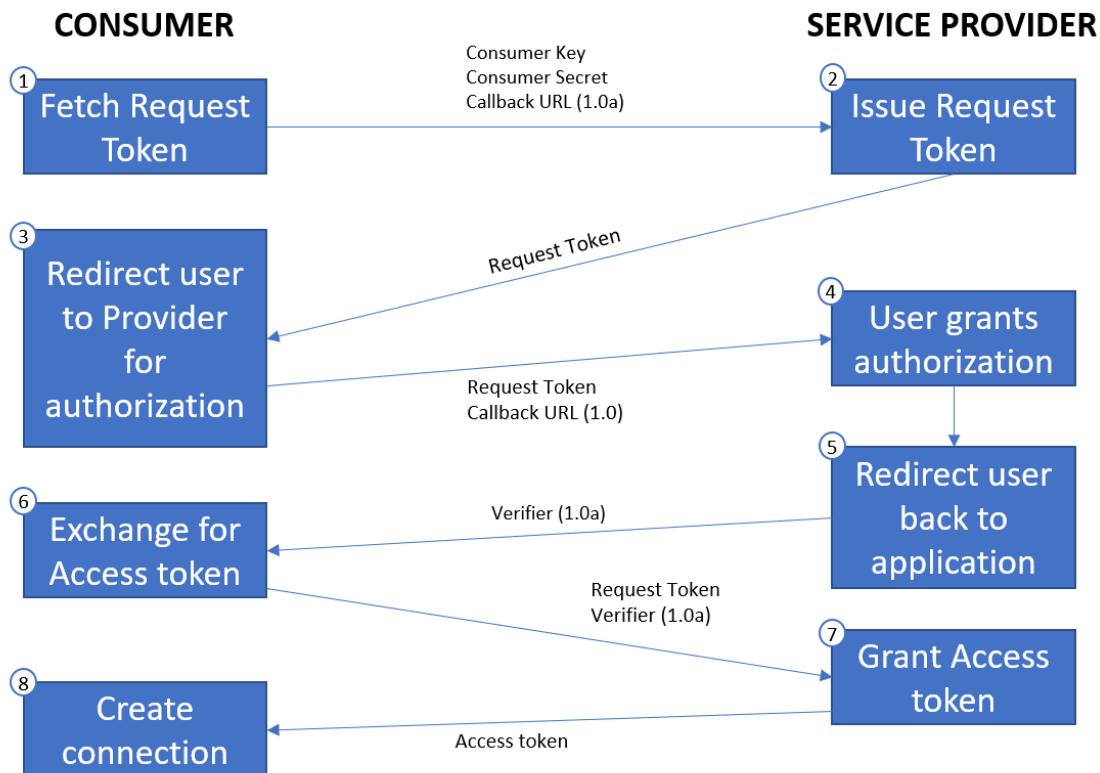 CONSUMER
SERVICE PROVIDER
Consumer Key
Consumer Secret
Callback URL (1.0a)
1
Fetch Request
Token
2
Issue Request
Token
Request Token
3
Redirect user
to Provider
for
authorization
4
User grants
authorization
Request Token
Callback URL (1.0)
5
Redirect user
back to
application
Verifier (1.0a)
6
Exchange for
Access token
Request Token
Verifier (1.0a)
7
Grant Access
token
Access token
8
Create
connection